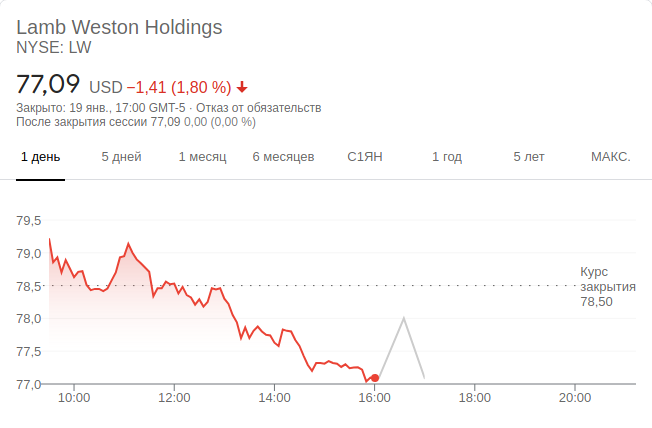 Lamb Weston Holdings
NYSE: LW
77,09 USD −1,41 (1,80 %)
Закрыто: 19 янв., 17:00 GMT-5 · Отказ от обязательств
После закрытия сессии 77,09 0,00 (0,00 %)
1 день 5 дней 1 месяц 6 месяцев С1ЯН 1 год 5 лет МАКС.
79,5
79,0
78,5
78,0
77,5
77,0
Курс
закрытия
78,50
10:00 12:00 14:00 16:00 18:00 20:00